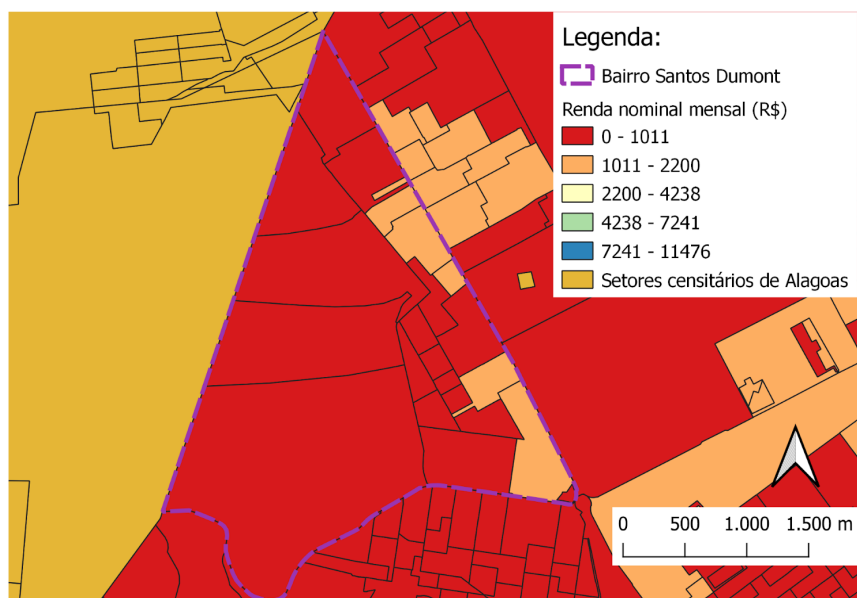 Legenda:
Bairro Santos Dumont
Renda nominal mensal (R$)
0 - 1011
1011 - 2200
2200 - 4238
4238 - 7241
7241 - 11476
Setores censitários de Alagoas
0 500 1.000 1.500 m